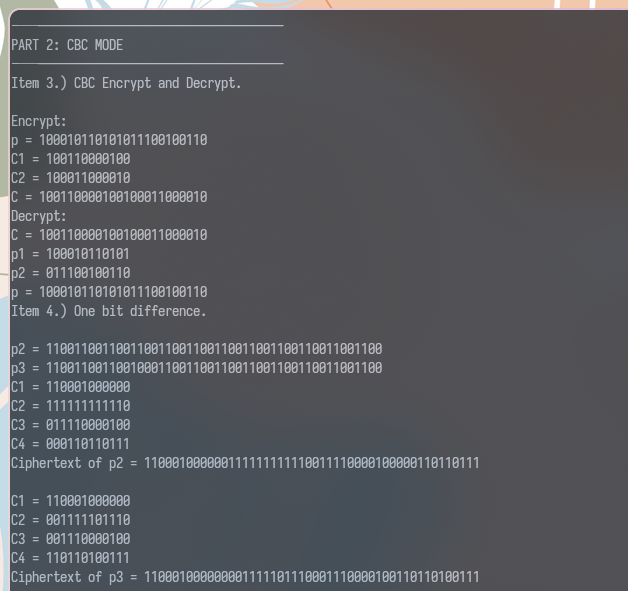 PART 2: CBC MODE
Item 3.) CBC Encrypt and Decrypt.
Encrypt:
p = 100010110101011100100110
C1 = 100110000100
C2 = 100011000010
C = 100110000100100011000010
Decrypt:
C = 100110000100100011000010
p1 = 100010110101
p2 = 011100100110
p = 100010110101011100100110
Item 4.) One bit difference.
p2 = 110011001100110011001100110011001100110011001100
p3 = 110011001100100011001100110011001100110011001100
C1 = 110001000000
C2 = 111111111110
C3 = 011110000100
C4 = 000110110111
Ciphertext of p2 = 110001000000111111111110011110000100000110110111
C1 = 110001000000
C2 = 001111101110
C3 = 001110000100
C4 = 110110100111
Ciphertext of p3 = 110001000000001111101110001110000100110110100111